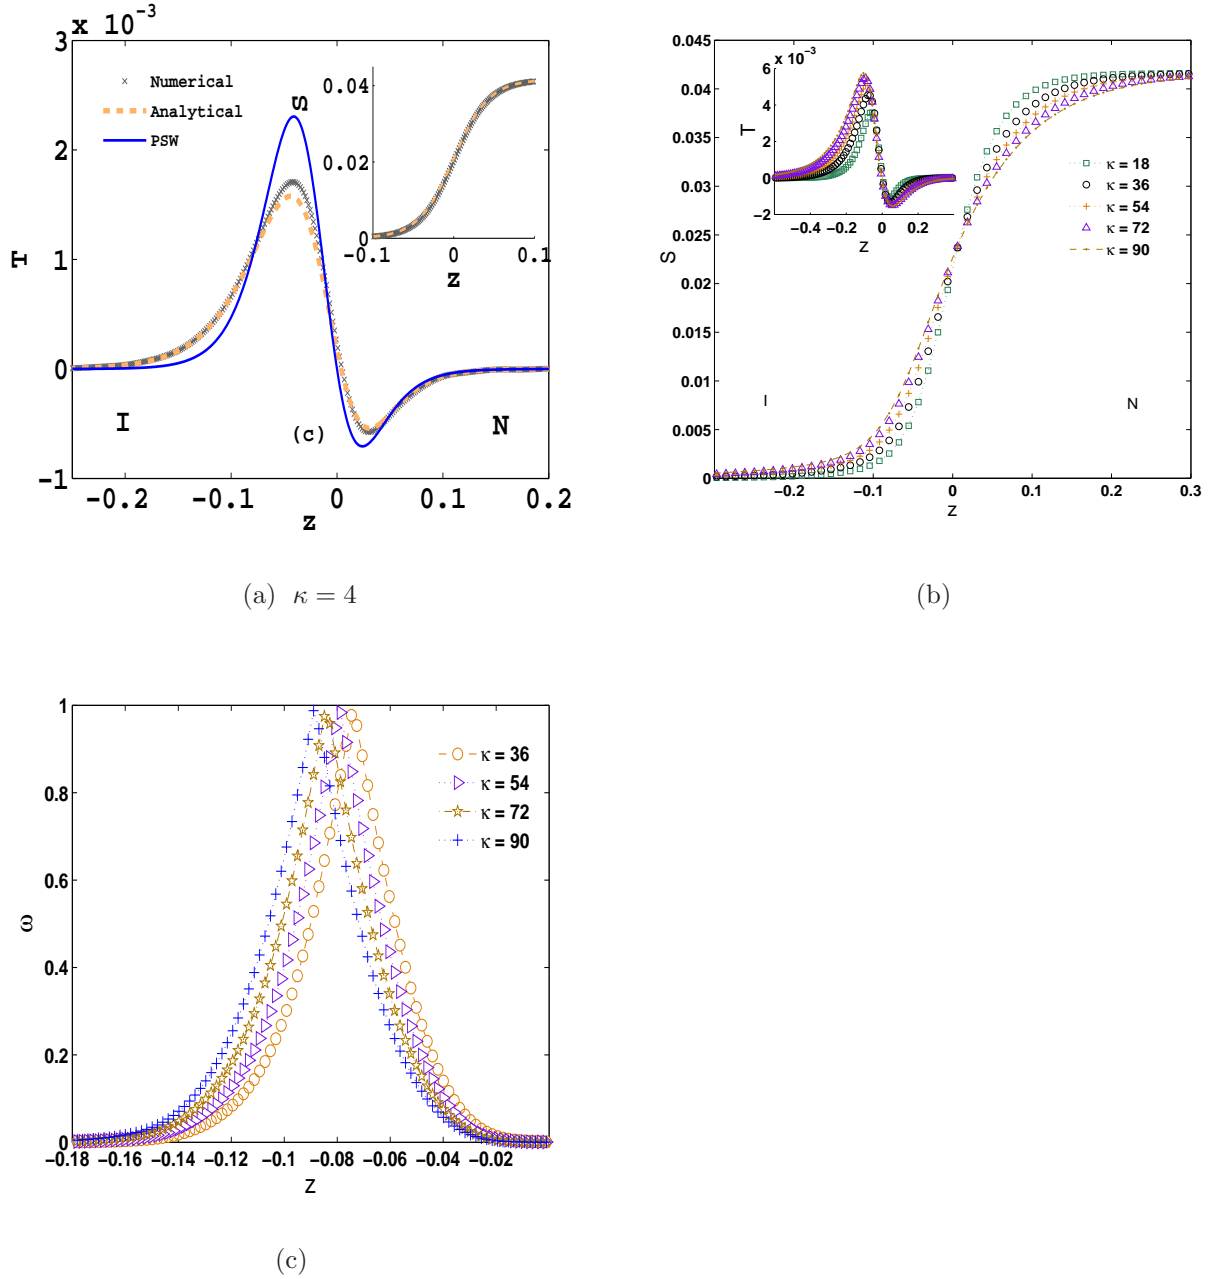 x 10⁻³
3
2
1
0
−1
T
Numerical
Analytical
PSW
S
0.04
0.02
0
−0.1
0
0.1
z
I
(c)
N
−0.2
−0.1
0
0.1
0.2
z
(a) κ = 4
0.045
0.04
0.035
0.03
0.025
0.02
0.015
0.01
0.005
0
S
x 10⁻³
6
4
2
0
−2
T
−0.4
−0.2
0
0.2
Z
κ = 18
κ = 36
κ = 54
κ = 72
κ = 90
I
N
−0.2
−0.1
0
0.1
0.2
0.3
Z
(b)
1
0.8
0.6
0.4
0.2
0
ω
κ = 36
κ = 54
κ = 72
κ = 90
−0.18
−0.16
−0.14
−0.12
−0.1
−0.08
−0.06
−0.04
−0.02
Z
(c)